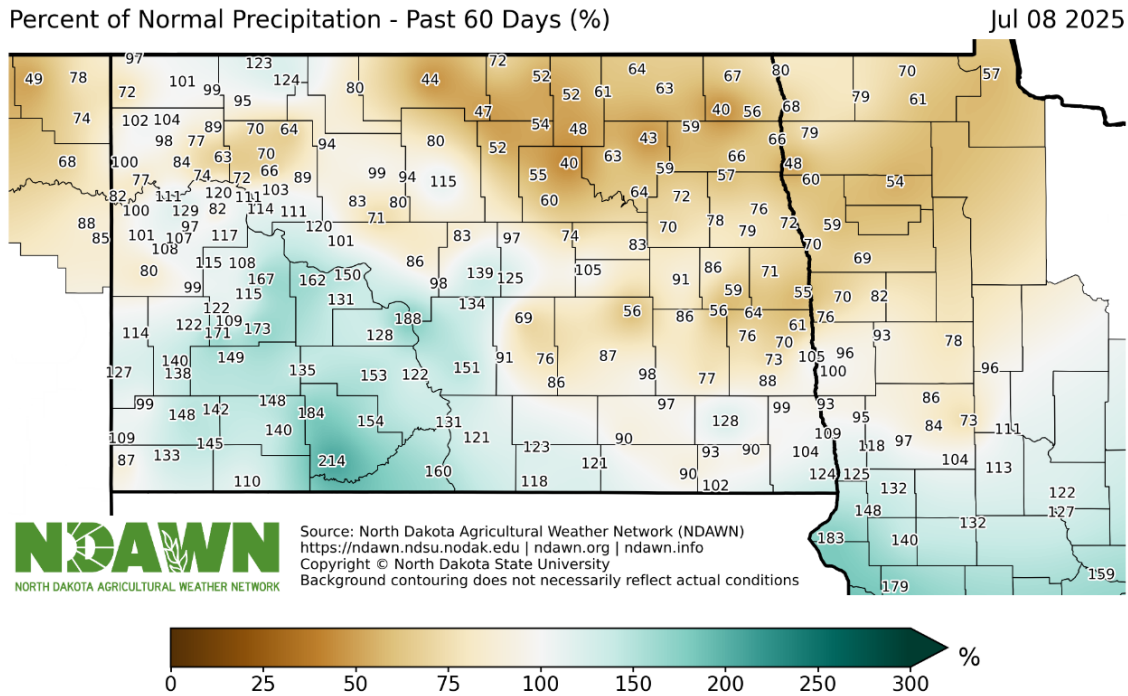 Percent of Normal Precipitation - Past 60 Days (%) Jul 08 2025
97 123 72
49 78 101 124 44 52 64 67 80 70 57
72 99 80 52 61 63 79 61
95 47 40 56 68
74 102 104 89 70 64 54 48 59 79
98 77 94 80 52 43 66
68 100 84 63 70 40 63 66 48
77 74 72 66 89 99 94 115 55 59 57 60 54
82 111 120 111 103 83 80 60 64 72
100 129 82 114 111 71 78 76
88 97 120 70 79 72 59
85 101 107 117 101 83 97 74 83 70
108 69
80 115 108 86 139 125 105 86 71
99 167 162 150 98 91 59 55 70 82
115 131 134
122 188 69 56 86 56 64 76
114 122 109 128 61
171 173 76 70 93 78
140 149 91 76 87 73 105 96
127 138 135 153 122 151 86 98 77 88 100 96
99 148 142 148 184 154 97 128 99 93 95 86
140 131 84 73
109 145 121 123 90 109 118 97 111
87 133 214 160 121 93 90 104 104 113
110 118 90 102 124 125 132 122
148 132 127
183 140
159
179
NDAWN
NORTH DAKOTA AGRICULTURAL WEATHER NETWORK
Source: North Dakota Agricultural Weather Network (NDAWN)
https://ndawn.ndsu.nodak.edu | ndawn.org | ndawn.info
Copyright © North Dakota State University
Background contouring does not necessarily reflect actual conditions
%
0 25 50 75 100 150 200 250 300